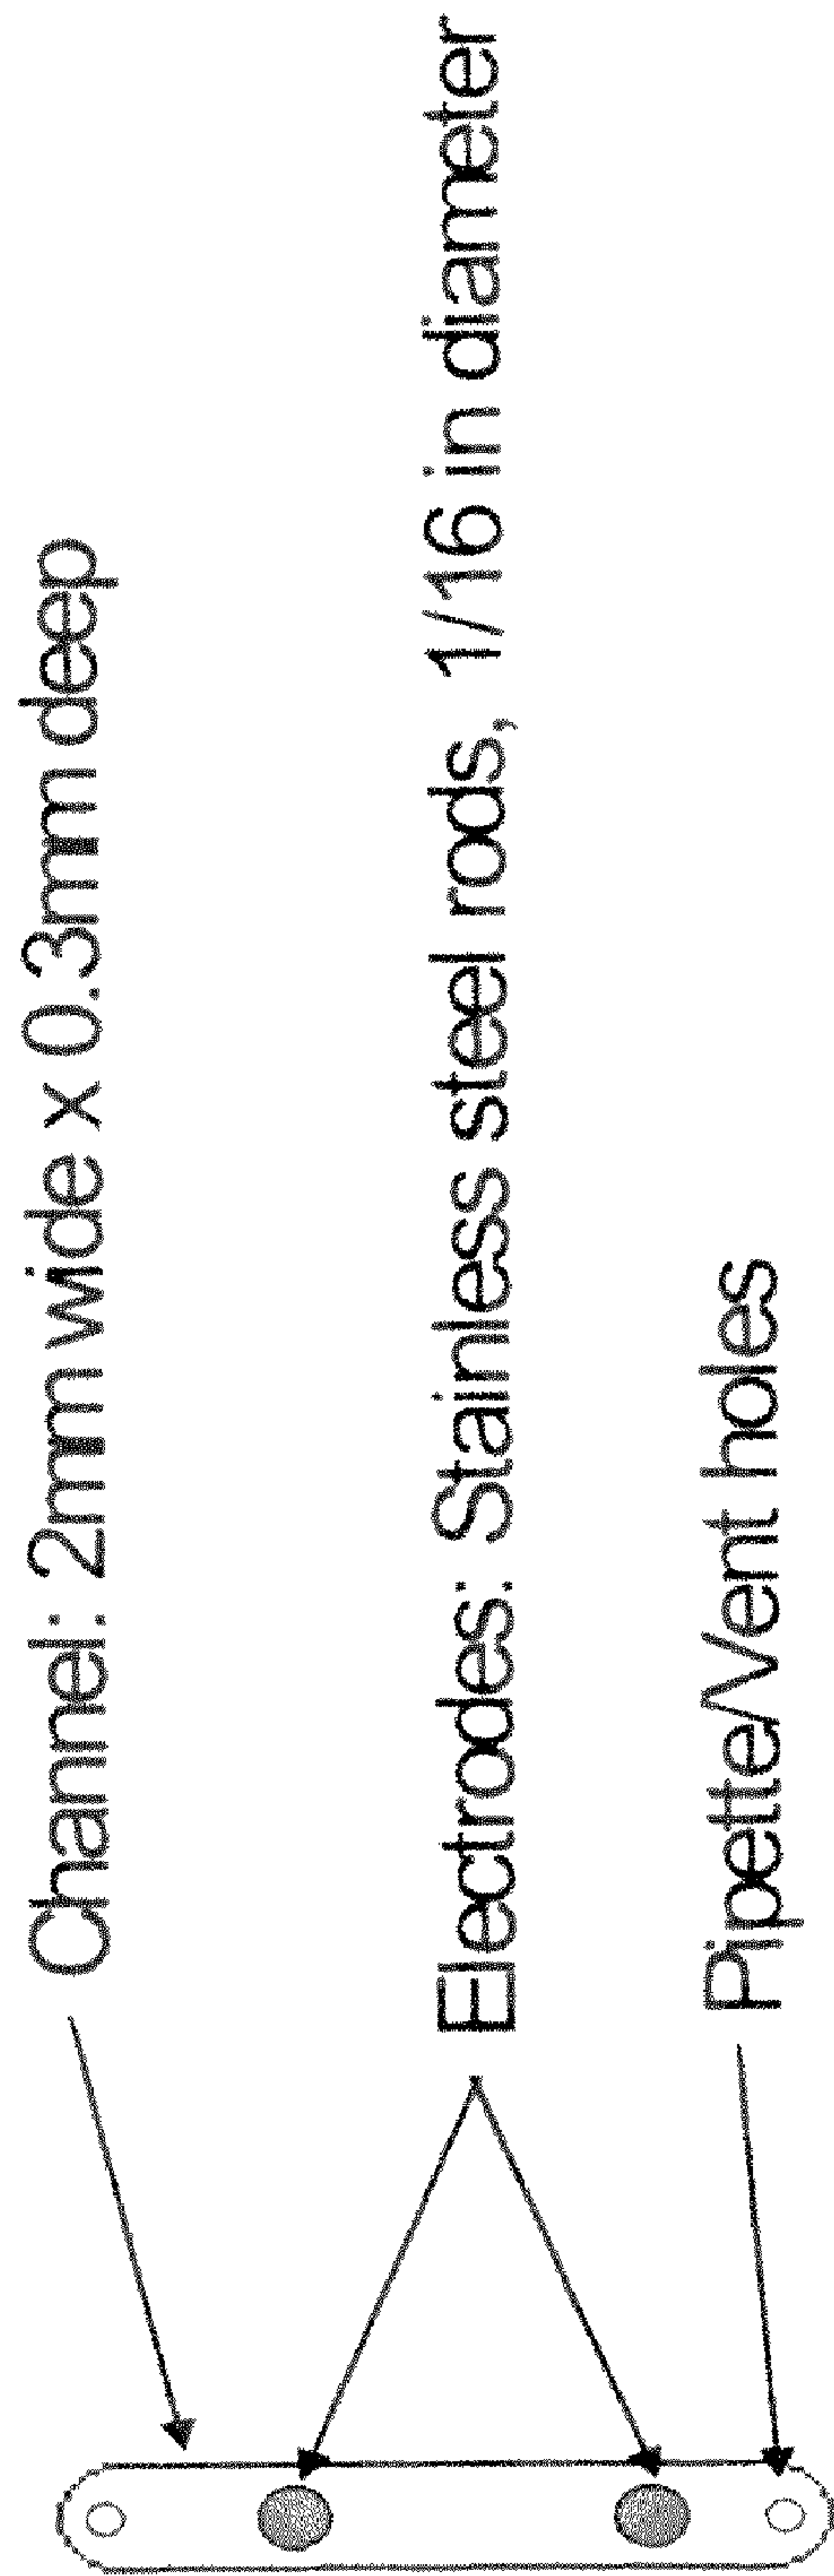 Channel: 2mm wide x 0.3mm deep
Electrodes: Stainless steel rods, 1/16 in diameter
Pipette/Vent holes